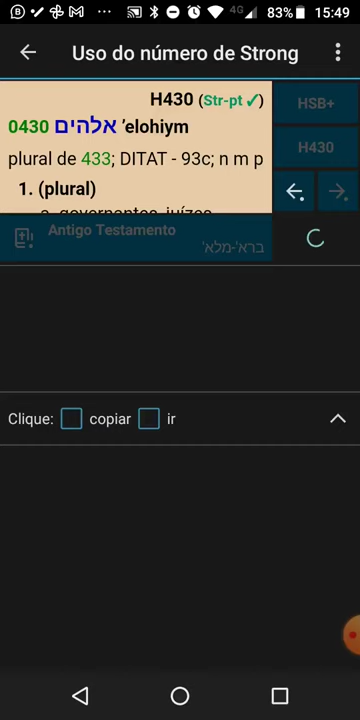 4G 83% 15:49
Uso do número de Strong
H430 (Str-pt ✓)
0430 אלהים ’elohiym
plural de 433; DITAT - 93c; n m p
1. (plural)
HSB+
H430
Antigo Testamento
ברא'-מלא'
Clique: copiar ir